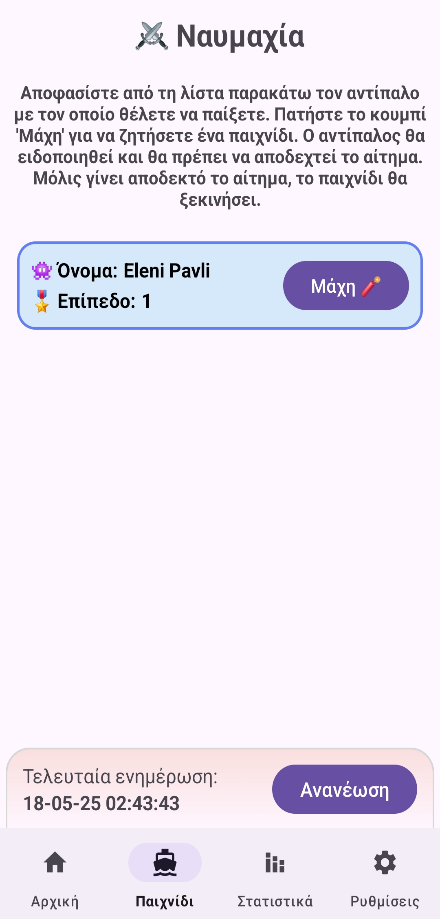 Ναυμαχία
Αποφασίστε από τη λίστα παρακάτω τον αντίπαλο
με τον οποίο θέλετε να παίξετε. Πατήστε το κουμπί
'Μάχη' για να ζητήσετε ένα παιχνίδι. Ο αντίπαλος θα
ειδοποιηθεί και θα πρέπει να αποδεχτεί το αίτημα.
Μόλις γίνει αποδεκτό το αίτημα, το παιχνίδι θα
ξεκινήσει.
Όνομα: Eleni Pavli
Επίπεδο: 1
Μάχη
Τελευταία ενημέρωση:
18-05-25 02:43:43
Ανανέωση
Αρχική
Παιχνίδι
Στατιστικά
Ρυθμίσεις